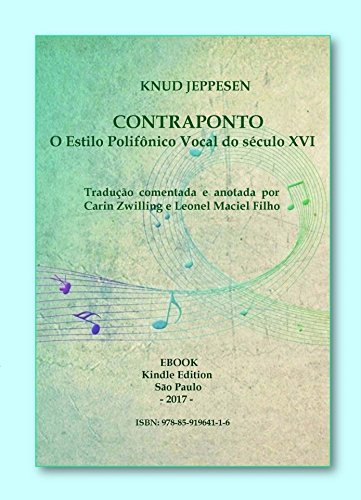 KNUD JEPPESEN
CONTRAPONTO
O Estilo Polifônico Vocal do século XVI
Tradução comentada e anotada por
Carin Zwilling e Leonel Maciel Filho
EBOOK
Kindle Edition
São Paulo
- 2017 -
ISBN: 978-85-919641-1-6